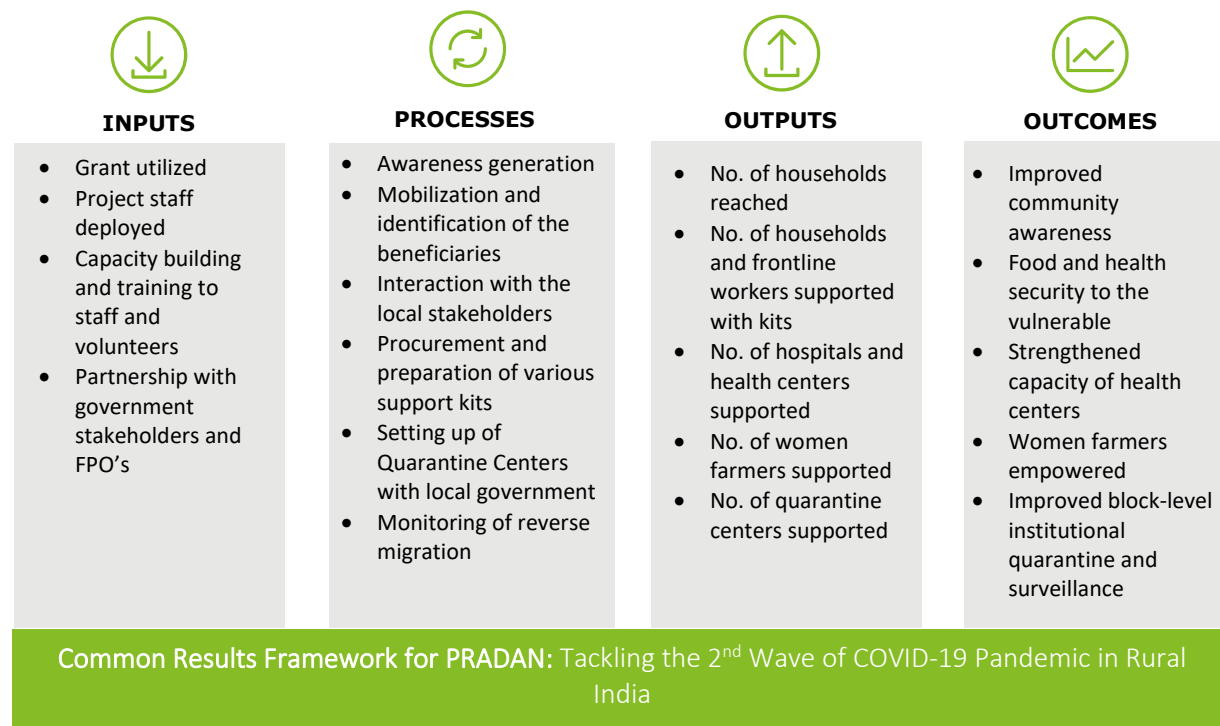 INPUTS
• Grant utilized
• Project staff
deployed
• Capacity building
and training to
staff and
volunteers
• Partnership with
government
stakeholders and
FPO’s
PROCESSES
• Awareness generation
• Mobilization and
identification of the
beneficiaries
• Interaction with the
local stakeholders
• Procurement and
preparation of various
support kits
• Setting up of
Quarantine Centers
with local government
• Monitoring of reverse
migration
OUTPUTS
• No. of households
reached
• No. of households
and frontline
workers supported
with kits
• No. of hospitals and
health centers
supported
• No. of women
farmers supported
• No. of quarantine
centers supported
OUTCOMES
• Improved
community
awareness
• Food and health
security to the
vulnerable
• Strengthened
capacity of health
centers
• Women farmers
empowered
• Improved block-level
institutional
quarantine and
surveillance
Common Results Framework for PRADAN: Tackling the 2nd Wave of COVID-19 Pandemic in Rural
India